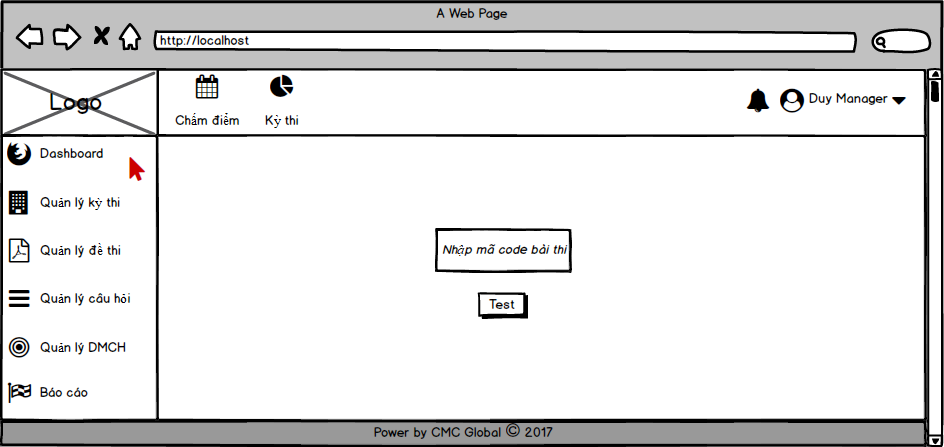 A Web Page
http://localhost
Logo
Chấm điểm
Kỳ thi
Duy Manager
Dashboard
Quản lý kỳ thi
Quản lý đề thi
Quản lý câu hỏi
Quản lý DMCH
Báo cáo
Nhập mã code bài thi
Test
Power by CMC Global © 2017